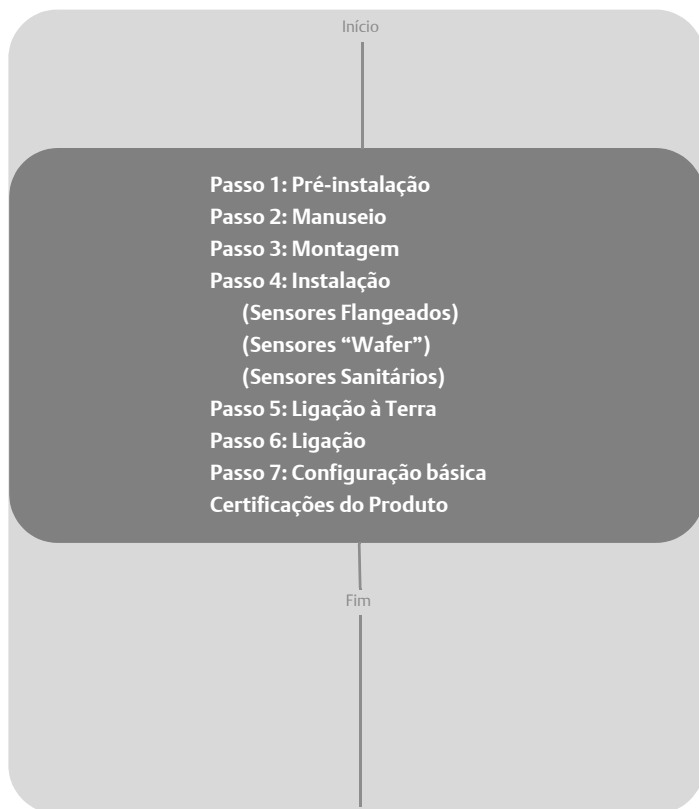 Início
Passo 1: Pré-instalação
Passo 2: Manuseio
Passo 3: Montagem
Passo 4: Instalação
(Sensores Flangeados)
(Sensores “Wafer”)
(Sensores Sanitários)
Passo 5: Ligação à Terra
Passo 6: Ligação
Passo 7: Configuração básica
Certificações do Produto
Fim